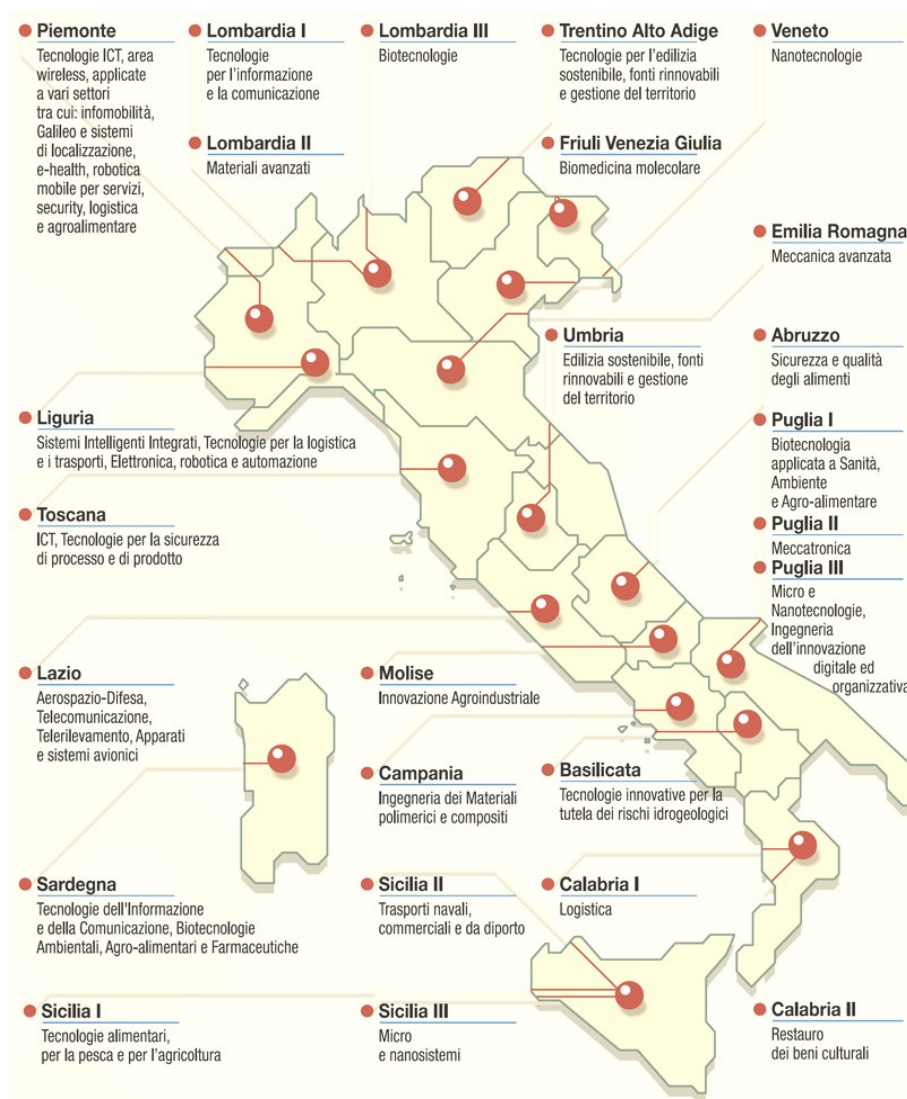 Piemonte
Tecnologie ICT, area
wireless, applicate
a vari settori
tra cui: infomobilità,
Galileo e sistemi
di localizzazione,
e-health, robotica
mobile per servizi,
security, logistica
e agroalimentare
Lombardia I
Tecnologie
per l'informazione
e la comunicazione
Lombardia II
Materiali avanzati
Lombardia III
Biotecnologie
Trentino Alto Adige
Tecnologie per l'edilizia
sostenibile, fonti rinnovabili
e gestione del territorio
Friuli Venezia Giulia
Biomedicina molecolare
Veneto
Nanotecnologie
Emilia Romagna
Meccanica avanzata
Umbria
Edilizia sostenibile, fonti
rinnovabili e gestione
del territorio
Abruzzo
Sicurezza e qualità
degli alimenti
Liguria
Sistemi Intelligenti Integrati, Tecnologie per la logistica
e i trasporti, Elettronica, robotica e automazione
Puglia I
Biotecnologia
applicata a Sanità,
Ambiente
e Agro-alimentare
Toscana
ICT, Tecnologie per la sicurezza
di processo e di prodotto
Puglia II
Meccatronica
Puglia III
Micro e
Nanotecnologie,
Ingegneria
dell'innovazione
digitale ed
organizzativa
Lazio
Aerospazio-Difesa,
Telecomunicazione,
Telerilevamento, Apparati
e sistemi avionici
Molise
Innovazione Agroindustriale
Campania
Ingegneria dei Materiali
polimerici e compositi
Basilicata
Tecnologie innovative per la
tutela dei rischi idrogeologici
Sardegna
Tecnologie dell'Informazione
e della Comunicazione, Biotecnologie
Ambientali, Agro-alimentari e Farmaceutiche
Sicilia II
Trasporti navali,
commerciali e da diporto
Calabria I
Logistica
Sicilia I
Tecnologie alimentari,
per la pesca e per l'agricoltura
Sicilia III
Micro
e nanosistemi
Calabria II
Restauro
dei beni culturali